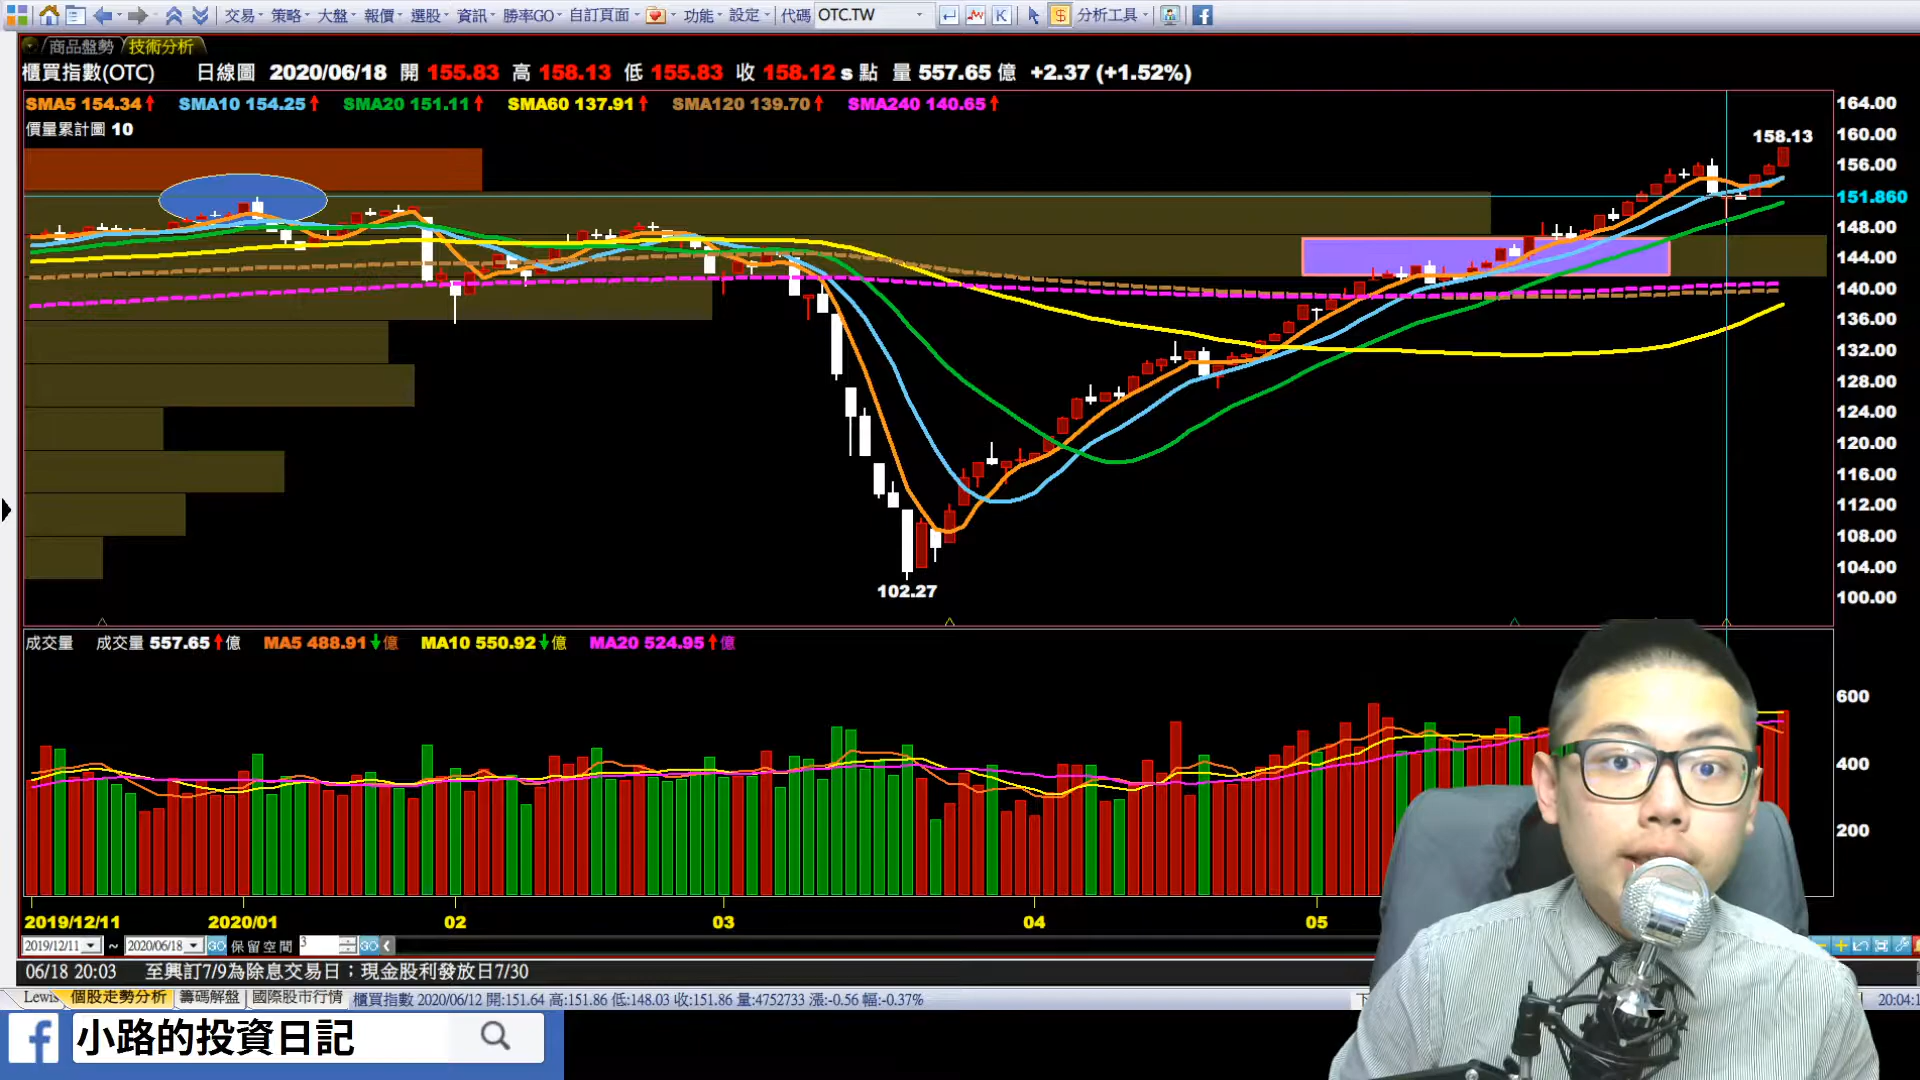 交易 策略 大盤 報價 選股 資訊 勝率GO 自訂頁面 功能 設定 代碼 OTC.TW K $ 分析工具
商品盤勢 技術分析
櫃買指數(OTC) 日線圖 2020/06/18 開 155.83 高 158.13 低 155.83 收 158.12 s 點 量 557.65 億 +2.37 (+1.52%)
SMA5 154.34 SMA10 154.25 SMA20 151.11 SMA60 137.91 SMA120 139.70 SMA240 140.65
價量累計圖 10
158.13
102.27
164.00
160.00
156.00
151.860
148.00
144.00
140.00
136.00
132.00
128.00
124.00
120.00
116.00
112.00
108.00
104.00
100.00
成交量 成交量 557.65 億 MA5 488.91 億 MA10 550.92 億 MA20 524.95 億
600
400
200
2019/12/11 2020/01 02 03 04 05
2019/12/11 ~ 2020/06/18 GO 保留空間 3 GO
06/18 20:03 至興訂7/9為除息交易日；現金股利發放日7/30
Lewis 個股走勢分析 籌碼解盤 國際股市行情 櫃買指數 2020/06/12 開:151.64 高:151.86 低:148.03 收:151.86 量:4752733 漲:-0.56 幅:-0.37% 下 20:04:1
小路的投資日記